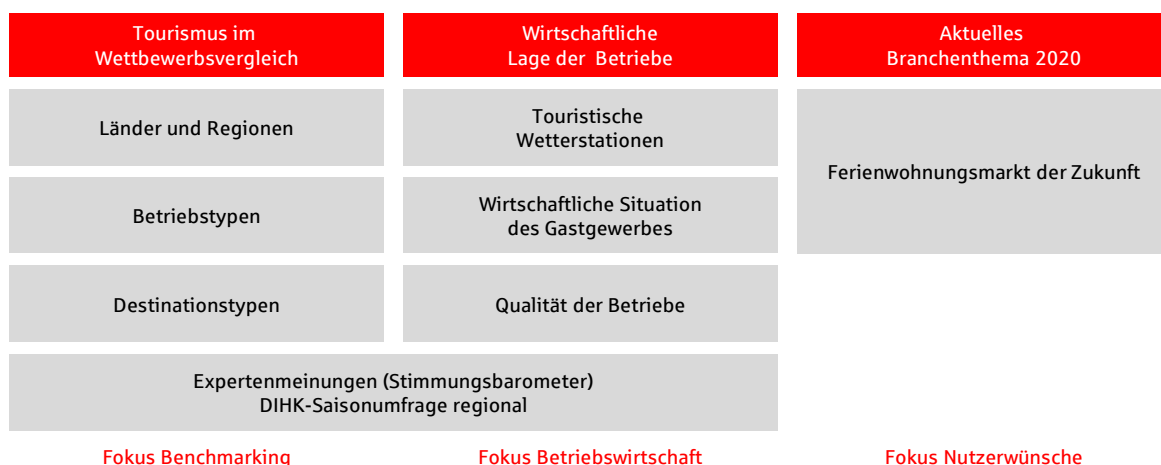 Tourismus im
Wettbewerbsvergleich
Länder und Regionen
Betriebstypen
Destinationstypen
Wirtschaftliche
Lage der Betriebe
Touristische
Wetterstationen
Wirtschaftliche Situation
des Gastgewerbes
Qualität der Betriebe
Expertenmeinungen (Stimmungsbarometer)
DIHK-Saisonumfrage regional
Aktuelles
Branchenthema 2020
Ferienwohnungsmarkt der Zukunft
Fokus Benchmarking
Fokus Betriebswirtschaft
Fokus Nutzerwünsche